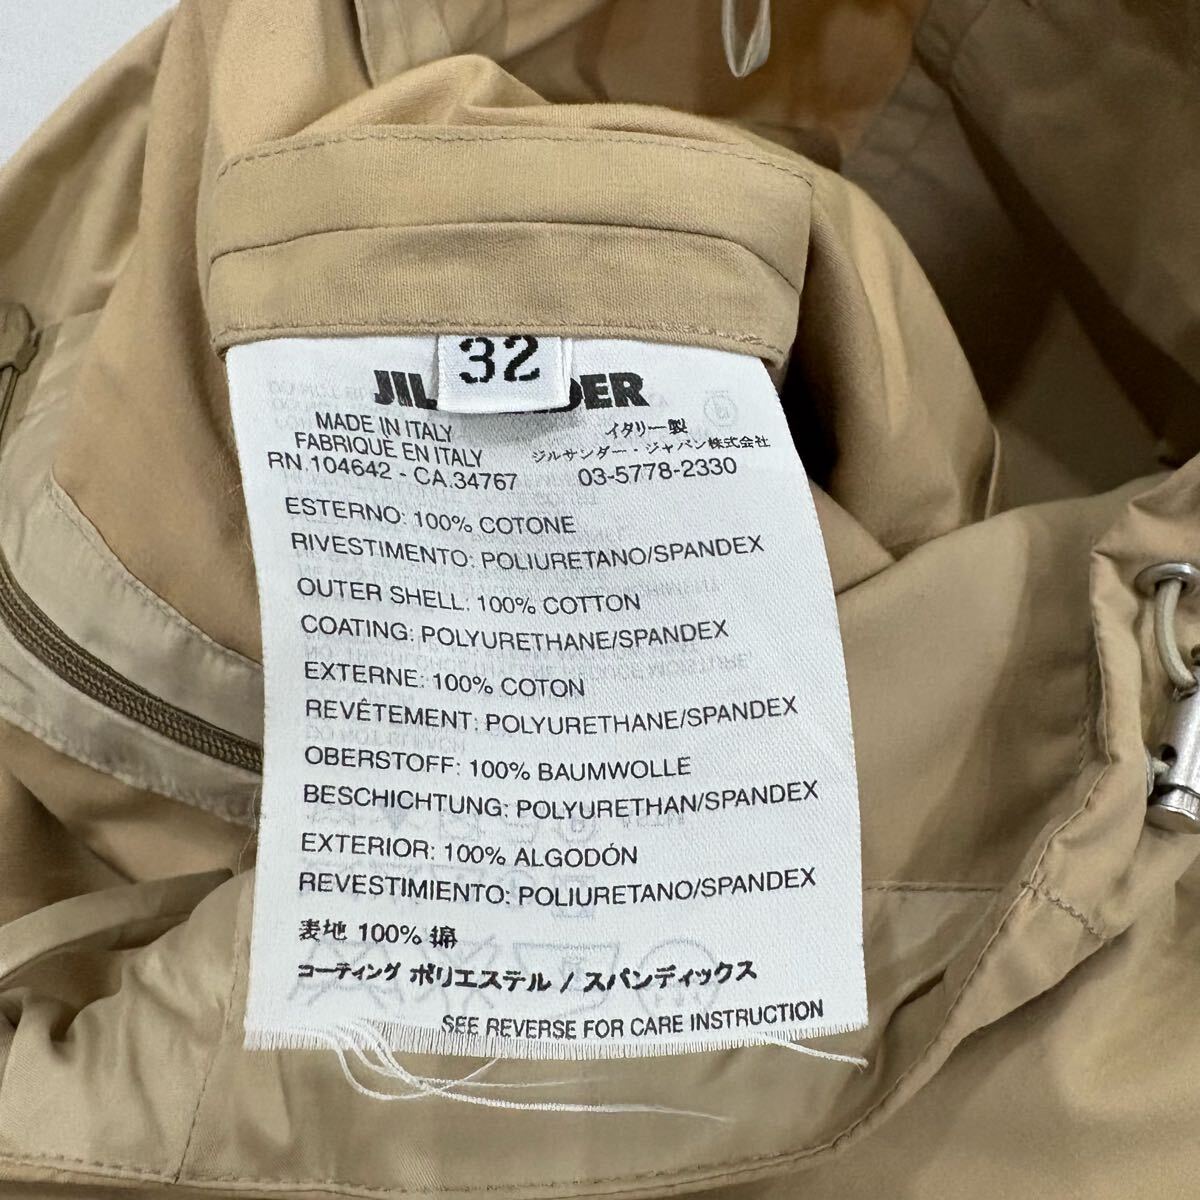 32
JIL DER
MADE IN ITALY
FABRIQUE EN ITALY
RN.104642 - CA.34767
イタリー製
ジルサンダー・ジャパン株式会社
03-5778-2330
ESTERNO: 100% COTONE
RIVESTIMENTO: POLIURETANO/SPANDEX
OUTER SHELL: 100% COTTON
COATING: POLYURETHANE/SPANDEX
EXTERNE: 100% COTON
REVÊTEMENT: POLYURETHANE/SPANDEX
OBERSTOFF: 100% BAUMWOLLE
BESCHICHTUNG: POLYURETHAN/SPANDEX
EXTERIOR: 100% ALGODÓN
REVESTIMIENTO: POLIURETANO/SPANDEX
表地 100% 綿
コーティング ポリエステル / スパンディックス
SEE REVERSE FOR CARE INSTRUCTION